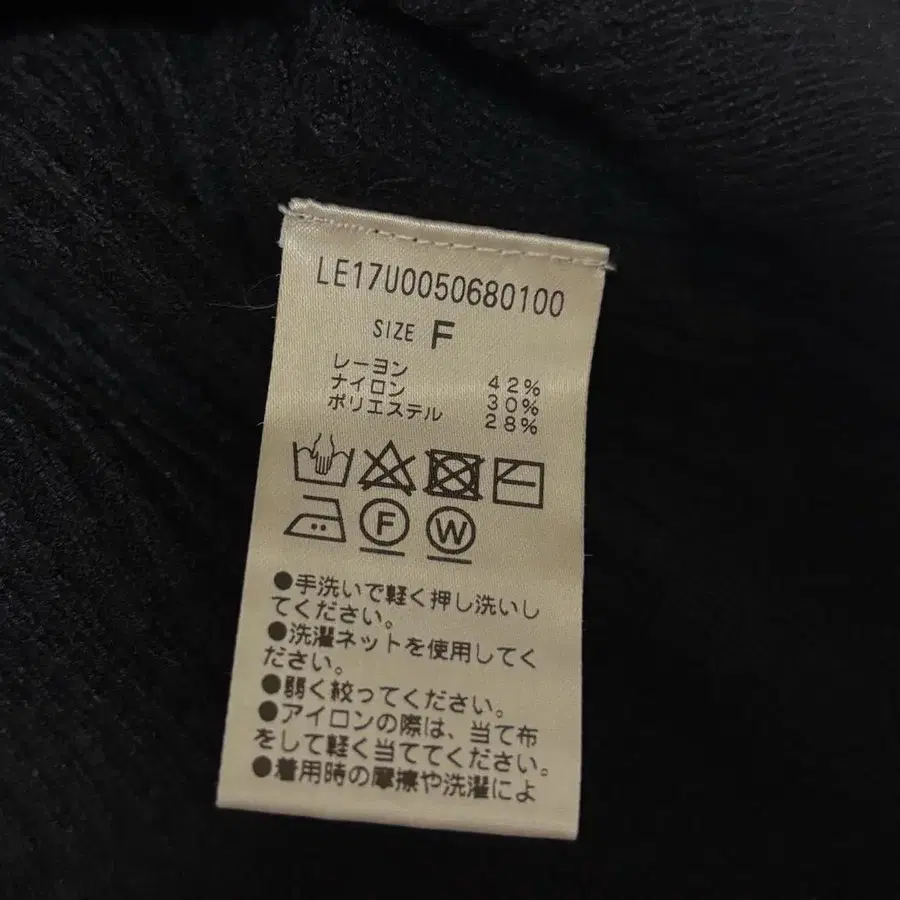 LE17U0050680100
SIZE F
レーヨン 42%
ナイロン 30%
ポリエステル 28%
F W
●手洗いで軽く押し洗いし
てください。
●洗濯ネットを使用してく
ださい。
●弱く絞ってください。
●アイロンの際は、当て布
をして軽く当ててください。
●着用時の摩擦や洗濯によ